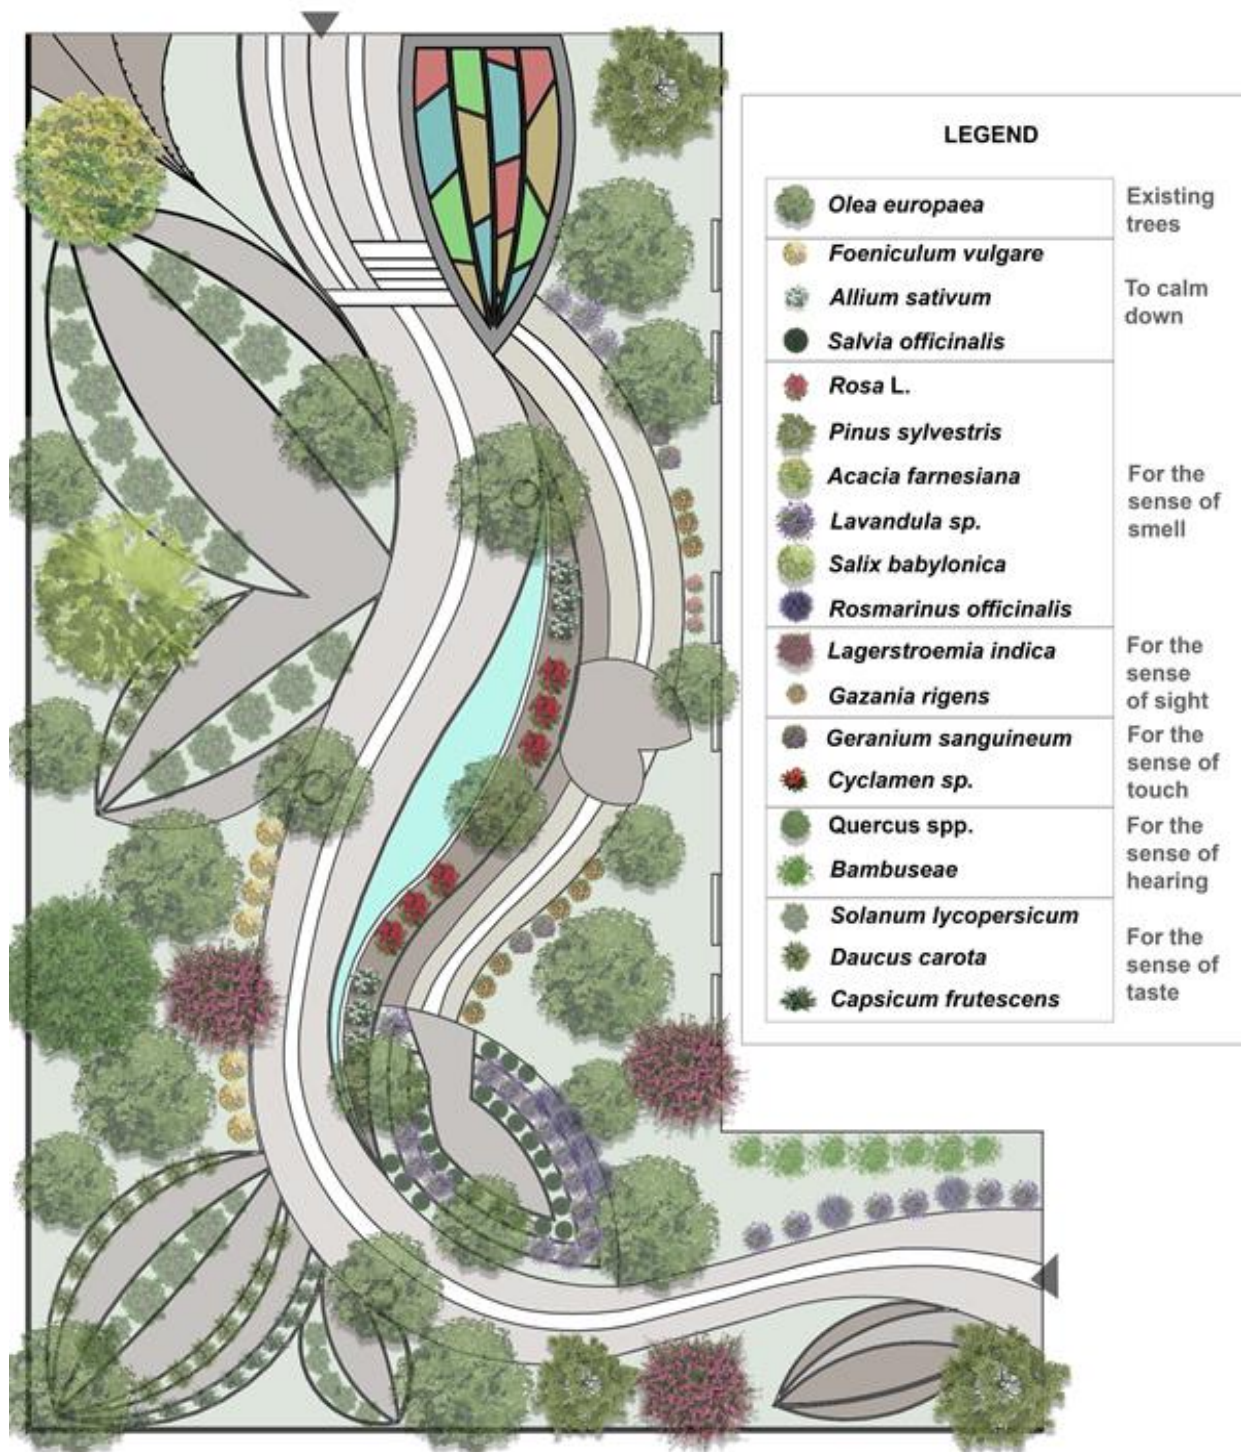 LEGEND
Olea europaea
Existing
trees
Foeniculum vulgare
Allium sativum
Salvia officinalis
To calm
down
Rosa L.
Pinus sylvestris
Acacia farnesiana
Lavandula sp.
Salix babylonica
Rosmarinus officinalis
For the
sense of
smell
Lagerstroemia indica
Gazania rigens
For the
sense
of sight
Geranium sanguineum
Cyclamen sp.
For the
sense of
touch
Quercus spp.
Bambuseae
For the
sense of
hearing
Solanum lycopersicum
Daucus carota
Capsicum frutescens
For the
sense of
taste